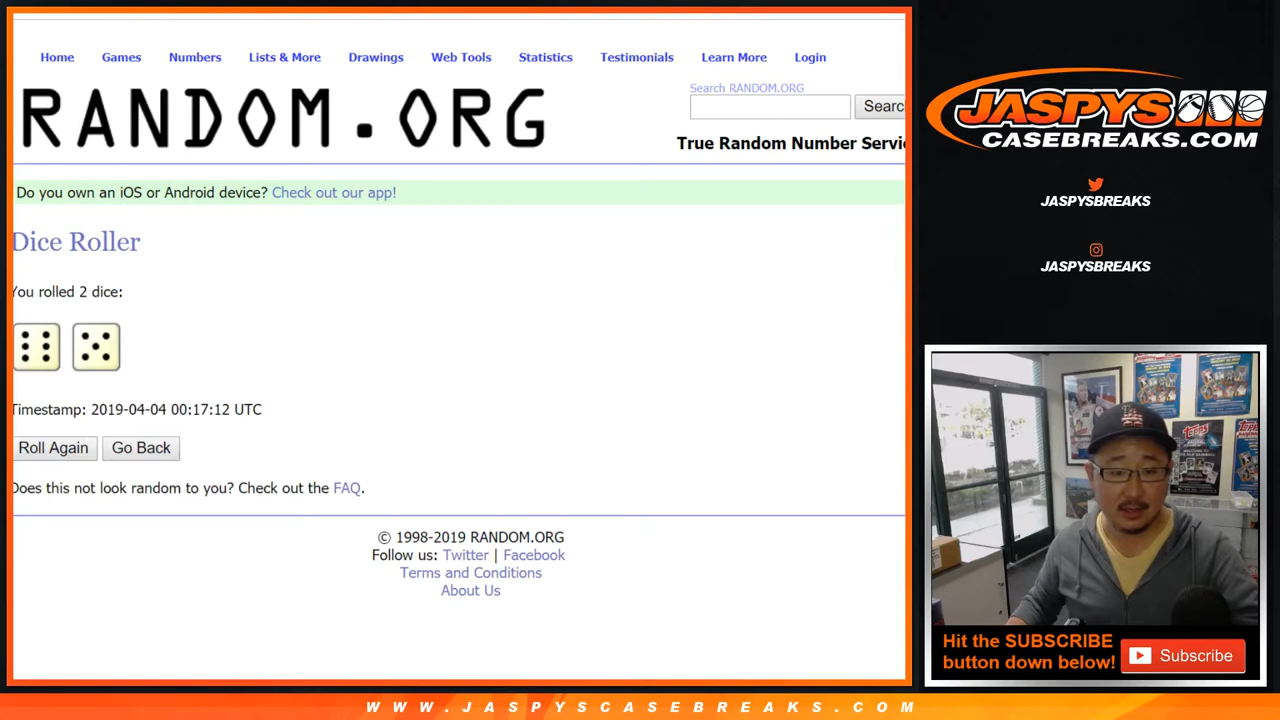 Home Games Numbers Lists & More Drawings Web Tools Statistics Testimonials Learn More Login
Search RANDOM.ORG
RANDOM.ORG
Searc
True Random Number Servi
Do you own an iOS or Android device? Check out our app!
Dice Roller
You rolled 2 dice:
Timestamp: 2019-04-04 00:17:12 UTC
Roll Again Go Back
Does this not look random to you? Check out the FAQ.
© 1998-2019 RANDOM.ORG
Follow us: Twitter | Facebook
Terms and Conditions
About Us
JASPYS
CASEBREAKS.COM
JASPYSBREAKS
JASPYSBREAKS
TOPPS
Hit the SUBSCRIBE
button down below!
Subscribe
WWW.JASPYSCASEBREAKS.COM